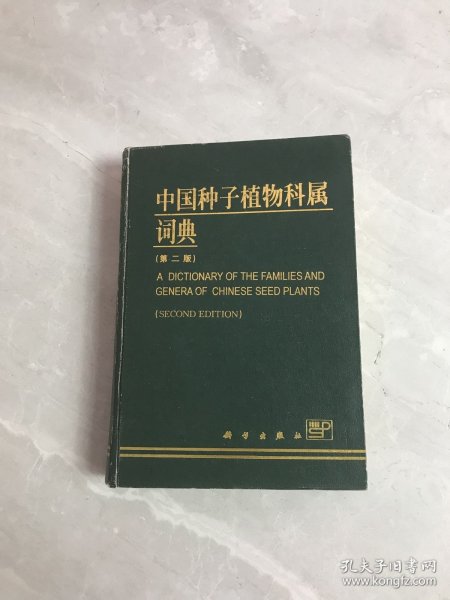 中国种子植物科属
词典
(第二版)
A DICTIONARY OF THE FAMILIES AND
GENERA OF CHINESE SEED PLANTS
(SECOND EDITION)
科学出版社
SP
孔夫子旧书网
www.kongfz.com